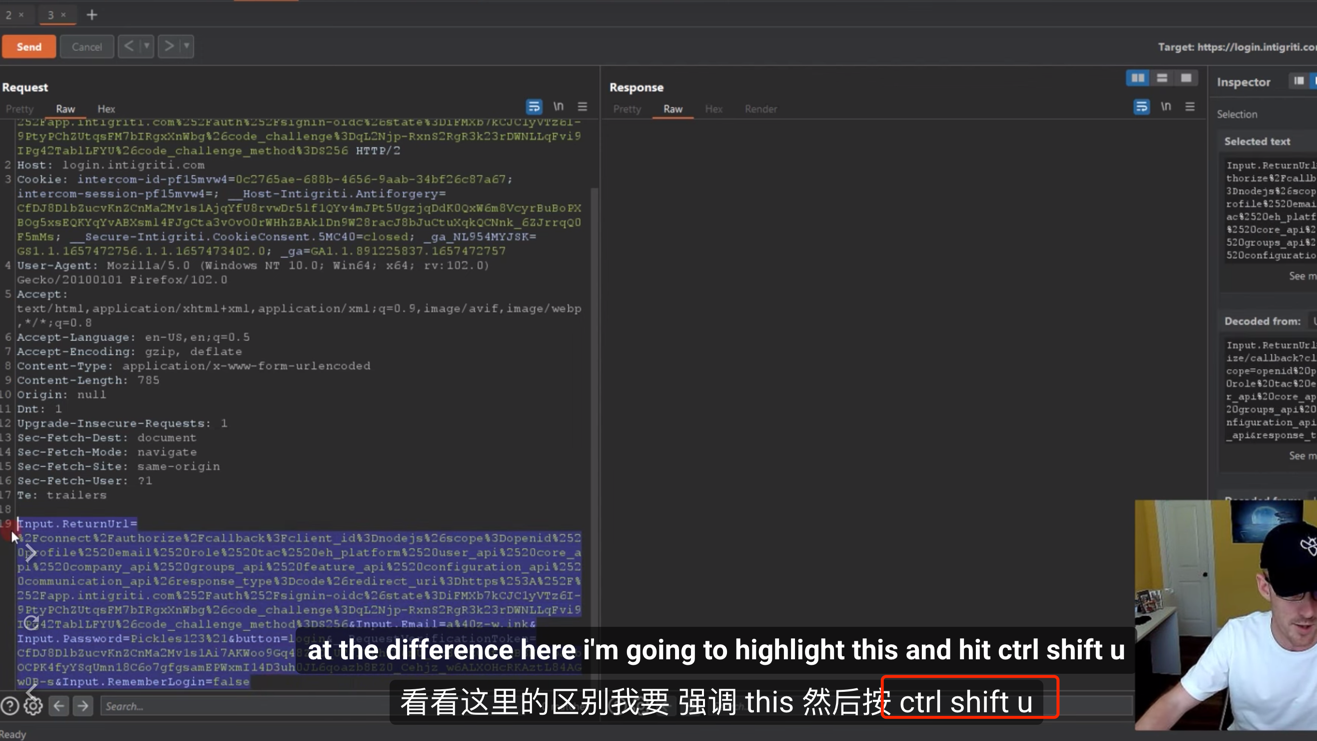 2 ×
3 ×
+
Send
Cancel
<
>
Target: https://login.intigriti.co
Request
Response
Inspector
Pretty
Raw
Hex
\n
Pretty
Raw
Hex
Render
\n
Selection
252Fapp.intigriti.com%252Fauth%252Fsignin-oidc%26state%3DiFMXb7kCJC1yVTz6I-
9PtyPChZUtqsFM7bIRgxXnWbg%26code_challenge%3DqL2Njp-RxnS2RgR3k23rDWNLLqFvi9
IPg42TablLFYU%26code_challenge_method%3DS256 HTTP/2
2 Host: login.intigriti.com
3 Cookie: intercom-id-pf15mvw4=0c2765ae-688b-4656-9aab-34bf26c87a67;
intercom-session-pf15mvw4=; __Host-Intigriti.Antiforgery=
CfDJ8DlbZucvKnZCnMa2Mv1s1AjqYfU8rvwDr5lf1QYv4mJPt5UgzjqDdK0QxW6m8VcyrBuBoPX
BOg5xsEQKYqYvABXsml4FJgCta3vOvO0rWHhZBAklDn9W28racJ8bJuCtuXqkQCNnk_6ZJrrqQ0
F5mMs; __Secure-Intigriti.CookieConsent.5MC40=closed; _ga_NL954MYJSK=
GS1.1.1657472756.1.1.1657473402.0; _ga=GA1.1.891225837.1657472757
4 User-Agent: Mozilla/5.0 (Windows NT 10.0; Win64; x64; rv:102.0)
Gecko/20100101 Firefox/102.0
5 Accept:
text/html,application/xhtml+xml,application/xml;q=0.9,image/avif,image/webp
,*/*;q=0.8
6 Accept-Language: en-US,en;q=0.5
7 Accept-Encoding: gzip, deflate
8 Content-Type: application/x-www-form-urlencoded
9 Content-Length: 785
10 Origin: null
11 Dnt: 1
12 Upgrade-Insecure-Requests: 1
13 Sec-Fetch-Dest: document
14 Sec-Fetch-Mode: navigate
15 Sec-Fetch-Site: same-origin
16 Sec-Fetch-User: ?1
17 Te: trailers
18
19 Input.ReturnUrl=
%2Fconnect%2Fauthorize%2Fcallback%3Fclient_id%3Dnodejs%26scope%3Dopenid%252
0profile%2520email%2520role%2520tac%2520eh_platform%2520user_api%2520core_a
pi%2520company_api%2520groups_api%2520feature_api%2520configuration_api%252
0communication_api%26response_type%3Dcode%26redirect_uri%3Dhttps%253A%252F%
252Fapp.intigriti.com%252Fauth%252Fsignin-oidc%26state%3DiFMXb7kCJC1yVTz6I-
9PtyPChZUtqsFM7bIRgxXnWbg%26code_challenge%3DqL2Njp-RxnS2RgR3k23rDWNLLqFvi9
IPg42TablLFYU%26code_challenge_method%3DS256&Input.Email=a%40z-w.ink&
Input.Password=Pickles123%21&button=l
w0B-s&Input.RememberLogin=false
Selected text
Input.ReturnUrl
thorize%2Fcallb
3Dnodejs%26scop
rofile%2520emai
ac%2520eh_platf
520core_api%252
520groups_api%2
520configuratio
See m
Decoded from:
Input.ReturnUrl
ize/callback?cl
cope=openid%20p
0role%20tac%20e
r_api%20core_ap
20groups_api%20
nfiguration_api
_api&response_t
See m
at the difference here i'm going to highlight this and hit ctrl shift u
看看这里的区别我要 强调 this 然后按 ctrl shift u
Search...
Ready